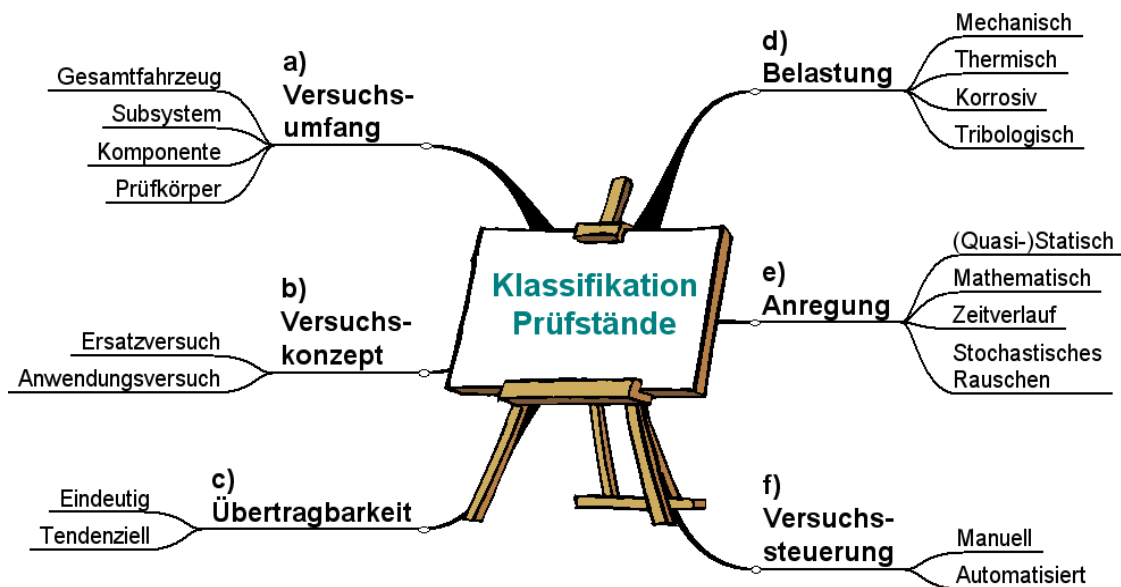 Klassifikation
Prüfstände
a)
Versuchs-
umfang
Gesamtfahrzeug
Subsystem
Komponente
Prüfkörper
b)
Versuchs-
konzept
Ersatzversuch
Anwendungsversuch
c)
Übertragbarkeit
Eindeutig
Tendenziell
d)
Belastung
Mechanisch
Thermisch
Korrosiv
Tribologisch
e)
Anregung
(Quasi-)Statisch
Mathematisch
Zeitverlauf
Stochastisches
Rauschen
f)
Versuchs-
steuerung
Manuell
Automatisiert